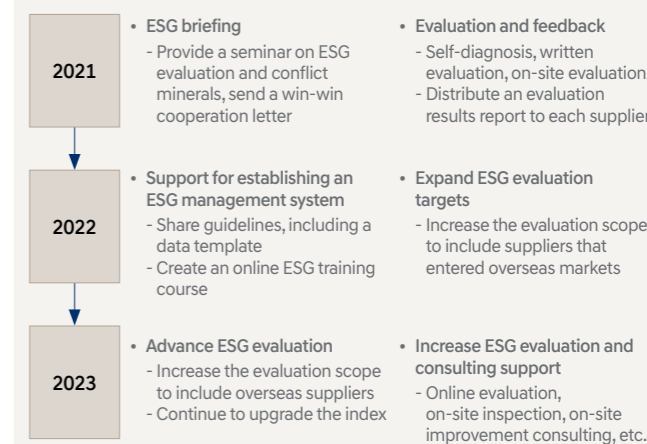 2021
• ESG briefing
- Provide a seminar on ESG
evaluation and conflict
minerals, send a win-win
cooperation letter
• Evaluation and feedback
- Self-diagnosis, written
evaluation, on-site evaluation
- Distribute an evaluation
results report to each supplier
2022
• Support for establishing an
ESG management system
- Share guidelines, including a
data template
- Create an online ESG training
course
• Expand ESG evaluation
targets
- Increase the evaluation scope
to include suppliers that
entered overseas markets
2023
• Advance ESG evaluation
- Increase the evaluation scope
to include overseas suppliers
- Continue to upgrade the index
• Increase ESG evaluation and
consulting support
- Online evaluation,
on-site inspection, on-site
improvement consulting, etc.